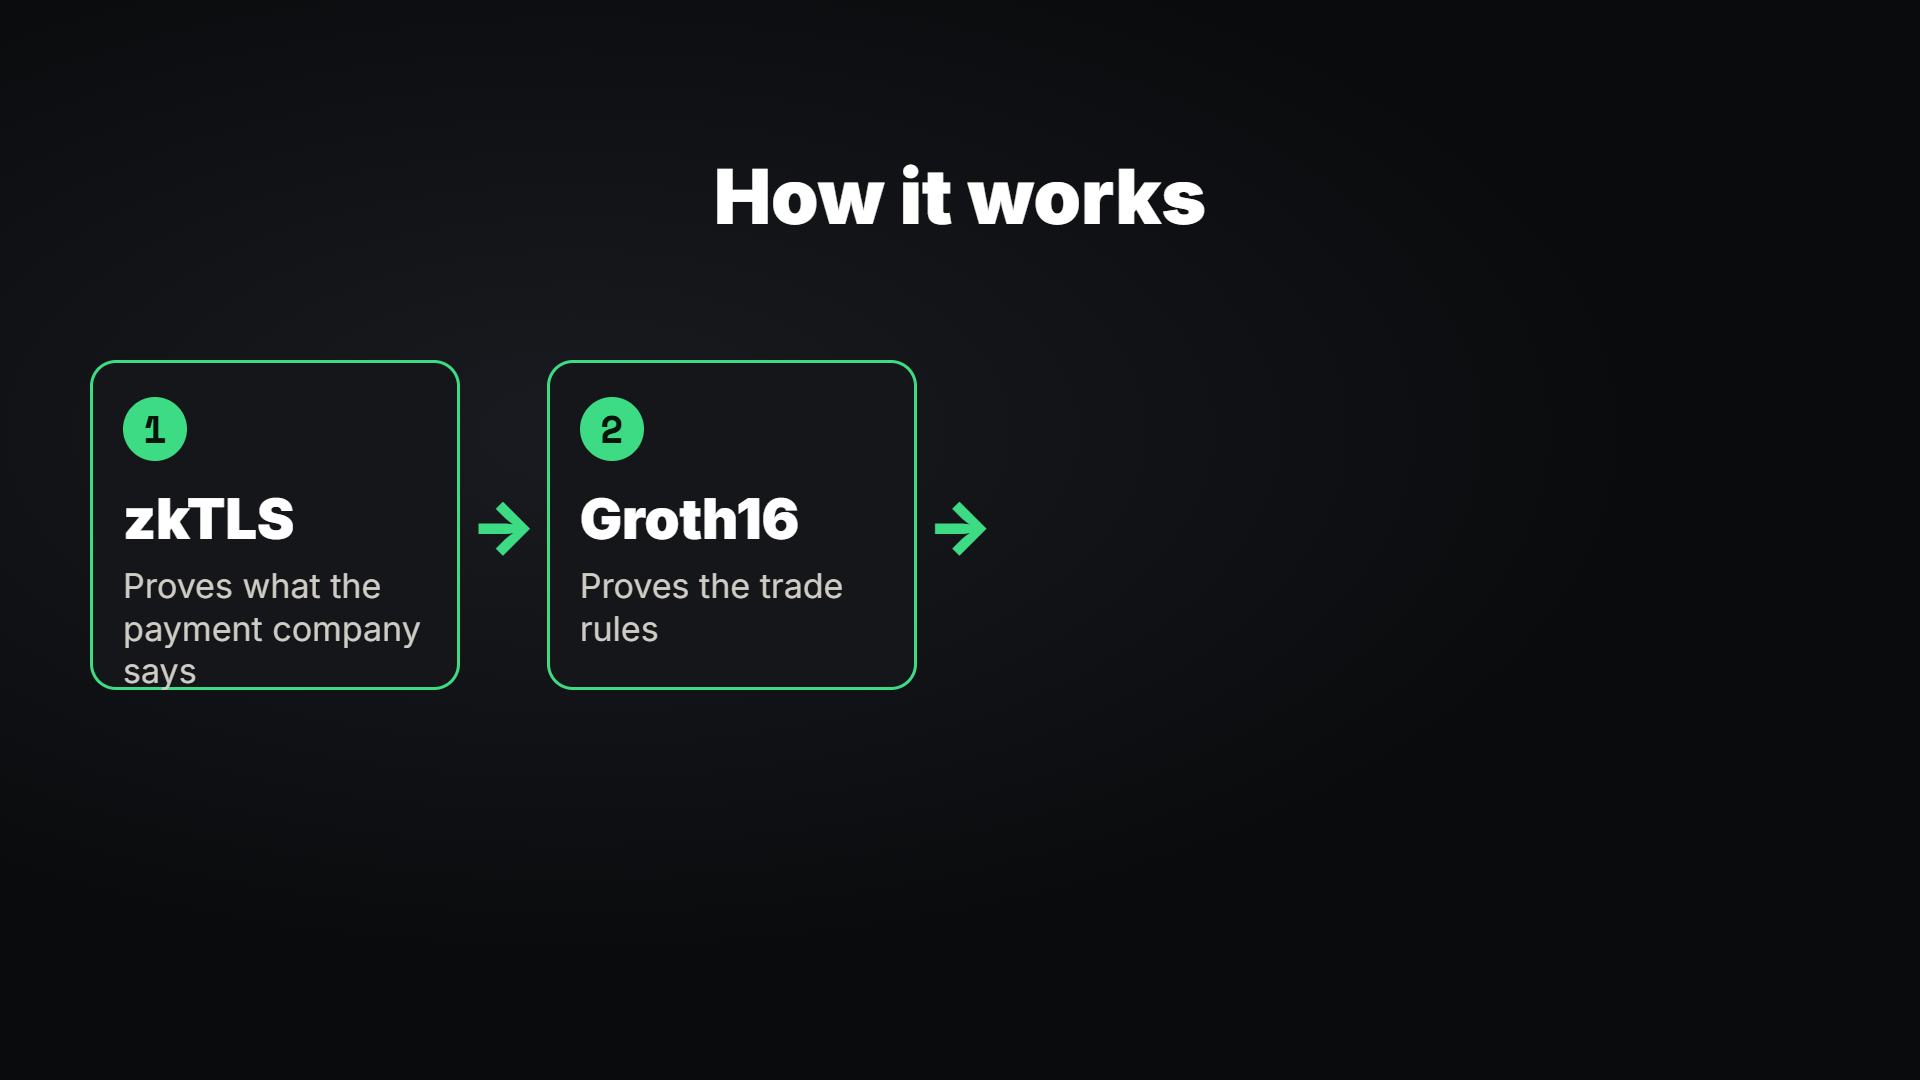 How it works
1
zkTLS
Proves what the
payment company
says
→
2
Groth16
Proves the trade
rules
→